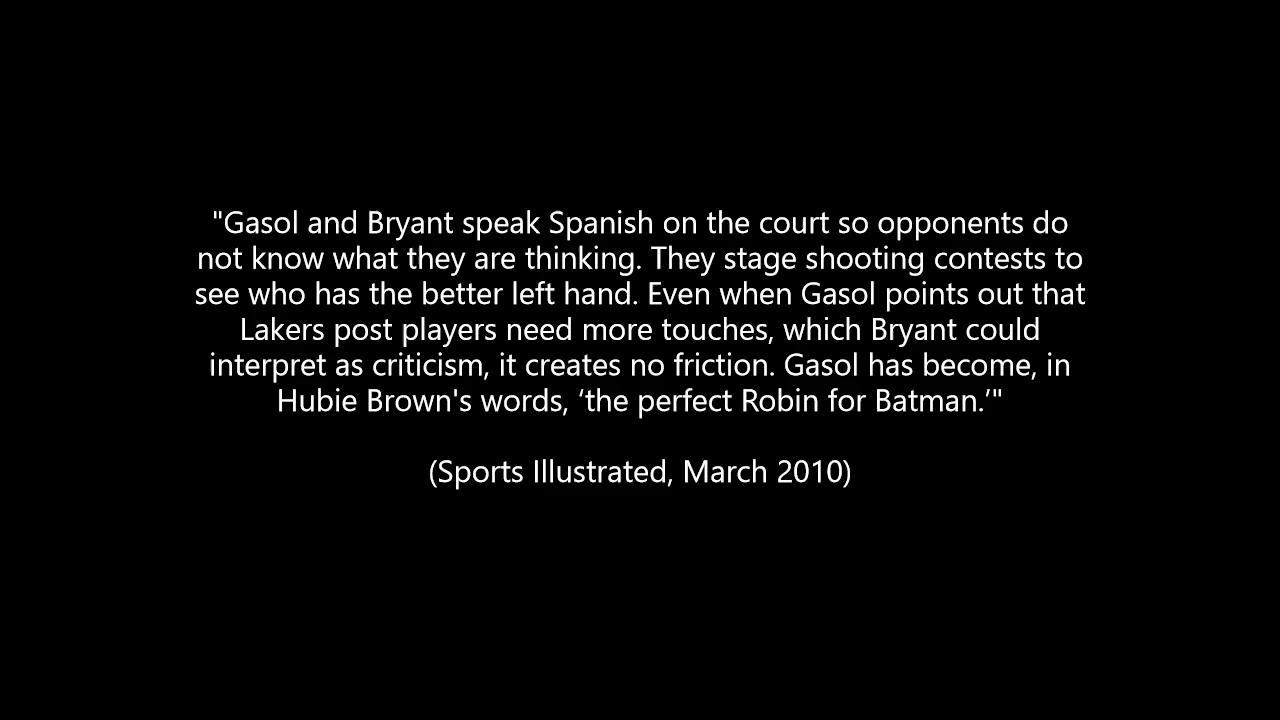 "Gasol and Bryant speak Spanish on the court so opponents do
not know what they are thinking. They stage shooting contests to
see who has the better left hand. Even when Gasol points out that
Lakers post players need more touches, which Bryant could
interpret as criticism, it creates no friction. Gasol has become, in
Hubie Brown's words, ‘the perfect Robin for Batman.’"
(Sports Illustrated, March 2010)